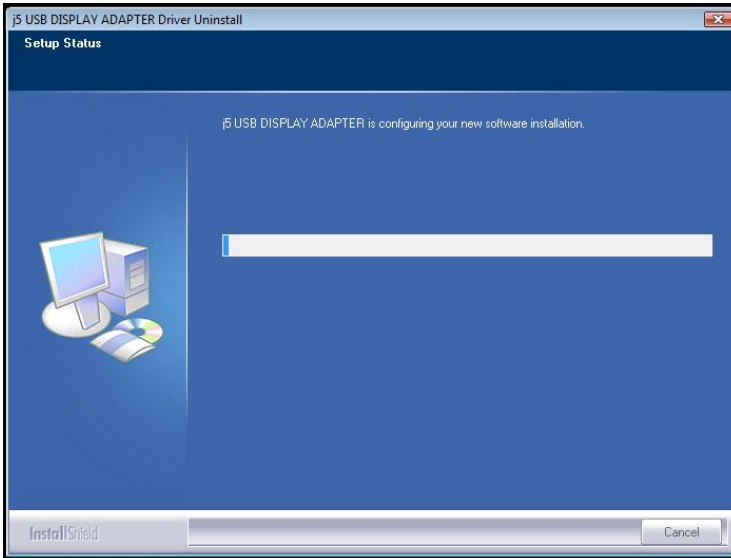 j5 USB DISPLAY ADAPTER Driver Uninstall
Setup Status
j5 USB DISPLAY ADAPTER is configuring your new software installation.
InstallShield
Cancel